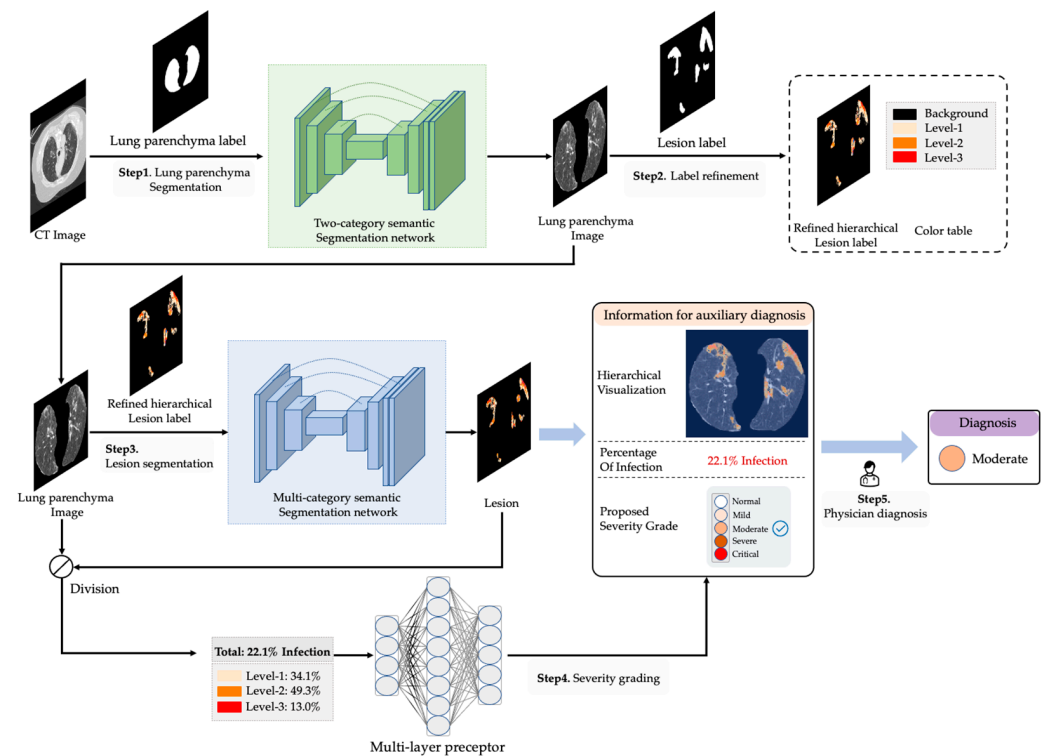 Lung parenchyma label
Step1. Lung parenchyma
Segmentation
CT Image
Two-category semantic
Segmentation network
Lung parenchyma
Image
Lesion label
Step2. Label refinement
Background
Level-1
Level-2
Level-3
Refined hierarchical
Lesion label
Color table
Refined hierarchical
Lesion label
Step3.
Lesion segmentation
Lung parenchyma
Image
Multi-category semantic
Segmentation network
Lesion
Information for auxiliary diagnosis
Hierarchical
Visualization
Percentage
Of Infection
22.1% Infection
Proposed
Severity Grade
Normal
Mild
Moderate
Severe
Critical
Step5.
Physician diagnosis
Diagnosis
Moderate
Division
Total: 22.1% Infection
Level-1: 34.1%
Level-2: 49.3%
Level-3: 13.0%
Multi-layer preceptor
Step4. Severity grading